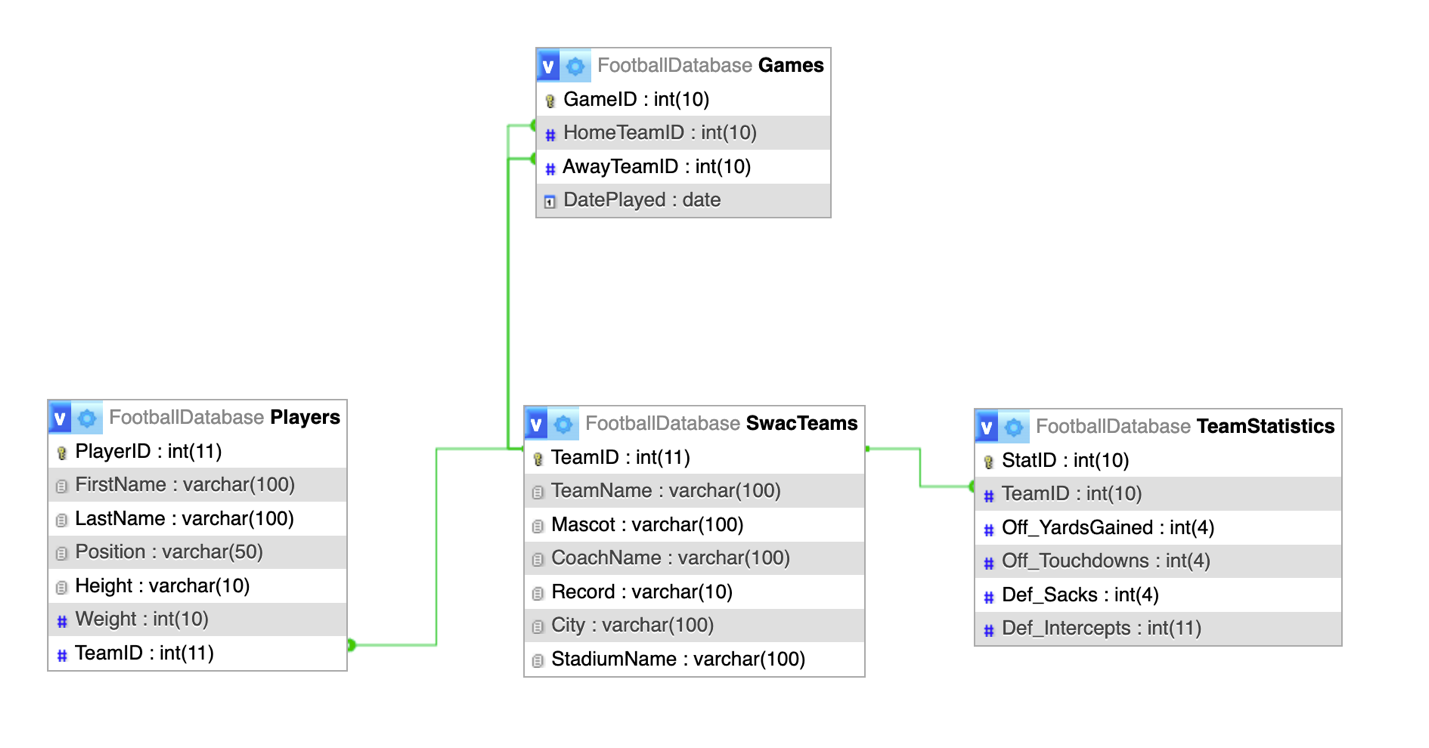 v FootballDatabase Games
GameID : int(10)
# HomeTeamID : int(10)
# AwayTeamID : int(10)
1 DatePlayed : date
v FootballDatabase Players
PlayerID : int(11)
FirstName : varchar(100)
LastName : varchar(100)
Position : varchar(50)
Height : varchar(10)
# Weight : int(10)
# TeamID : int(11)
v FootballDatabase SwacTeams
TeamID : int(11)
TeamName : varchar(100)
Mascot : varchar(100)
CoachName : varchar(100)
Record : varchar(10)
City : varchar(100)
StadiumName : varchar(100)
v FootballDatabase TeamStatistics
StatID : int(10)
# TeamID : int(10)
# Off_YardsGained : int(4)
# Off_Touchdowns : int(4)
# Def_Sacks : int(4)
# Def_Intercepts : int(11)